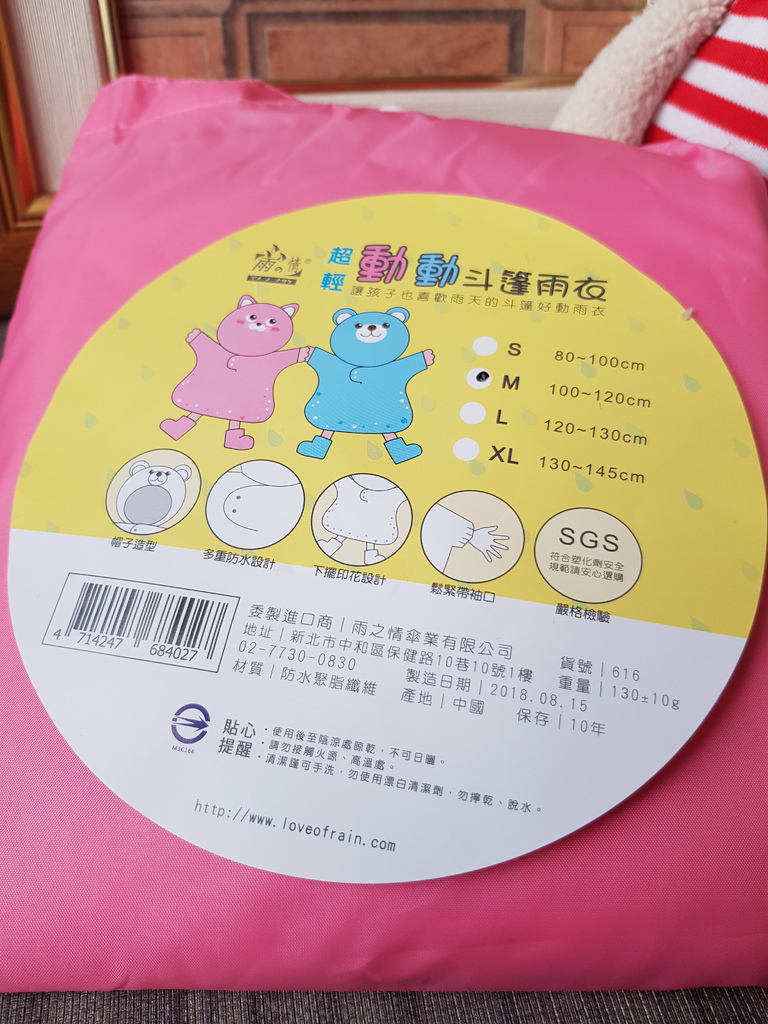 雨の情®
超輕 動動斗篷雨衣
讓孩子也喜歡雨天的斗篷好動雨衣
S 80~100cm
M 100~120cm
L 120~130cm
XL 130~145cm
帽子造型
多重防水設計
下擺印花設計
鬆緊帶袖口
SGS
符合塑化劑安全
規範請安心選購
嚴格檢驗
4 714247 684027
委製進口商｜雨之情傘業有限公司
地址｜新北市中和區保健路10巷10號1樓
02-7730-0830
材質｜防水聚脂纖維
製造日期｜2018.08.15
產地｜中國
保存｜10年
貨號｜616
重量｜130±10g
M3C166
貼心提醒
·使用後至陰涼處晾乾，不可日曬。
·請勿接觸火源、高溫處。
·清潔謹可手洗，勿使用漂白清潔劑，勿擰乾、脫水。
http://www.loveofrain.com